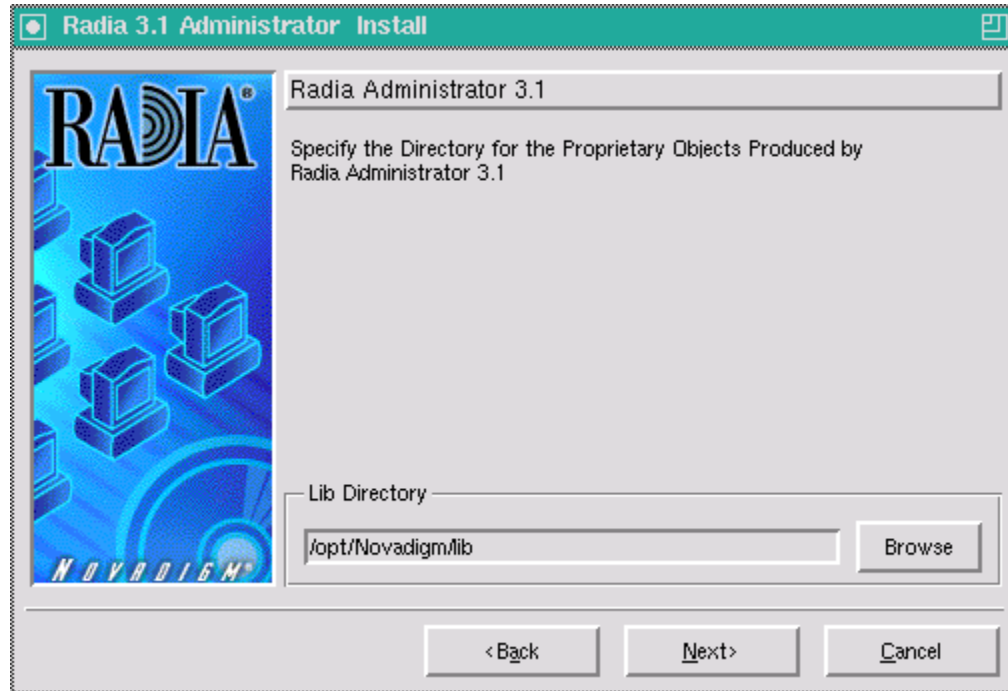 Radia 3.1 Administrator Install
RADIA®
Radia Administrator 3.1
Specify the Directory for the Proprietary Objects Produced by
Radia Administrator 3.1
Lib Directory
/opt/Novadigm/lib
Browse
NOVADIGM®
<Back
Next>
Cancel